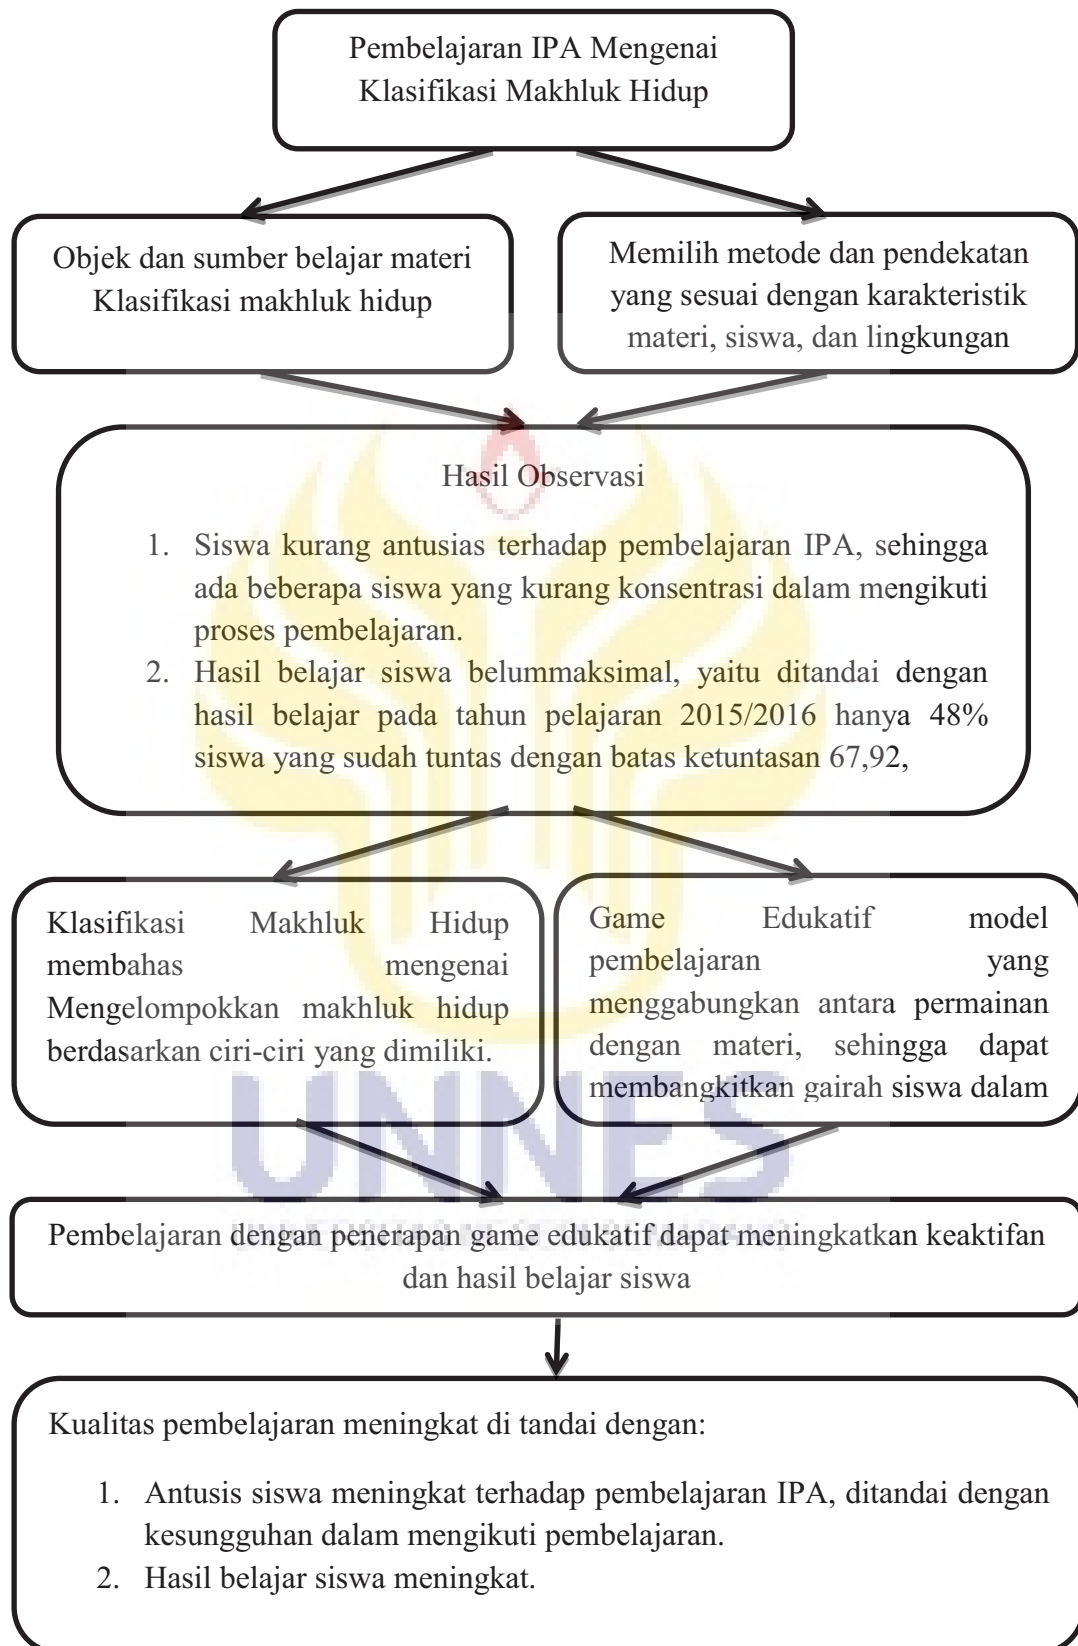 Pembelajaran IPA Mengenai
Klasifikasi Makhluk Hidup
Objek dan sumber belajar materi
Klasifikasi makhluk hidup
Memilih metode dan pendekatan
yang sesuai dengan karakteristik
materi, siswa, dan lingkungan
Hasil Observasi
1. Siswa kurang antusias terhadap pembelajaran IPA, sehingga
ada beberapa siswa yang kurang konsentrasi dalam mengikuti
proses pembelajaran.
2. Hasil belajar siswa belummaksimal, yaitu ditandai dengan
hasil belajar pada tahun pelajaran 2015/2016 hanya 48%
siswa yang sudah tuntas dengan batas ketuntasan 67,92,
Klasifikasi Makhluk Hidup
membahas mengenai
Mengelompokkan makhluk hidup
berdasarkan ciri-ciri yang dimiliki.
Game Edukatif model
pembelajaran yang
menggabungkan antara permainan
dengan materi, sehingga dapat
membangkitkan gairah siswa dalam
UNNES
Pembelajaran dengan penerapan game edukatif dapat meningkatkan keaktifan
dan hasil belajar siswa
Kualitas pembelajaran meningkat di tandai dengan:
1. Antusis siswa meningkat terhadap pembelajaran IPA, ditandai dengan
kesungguhan dalam mengikuti pembelajaran.
2. Hasil belajar siswa meningkat.